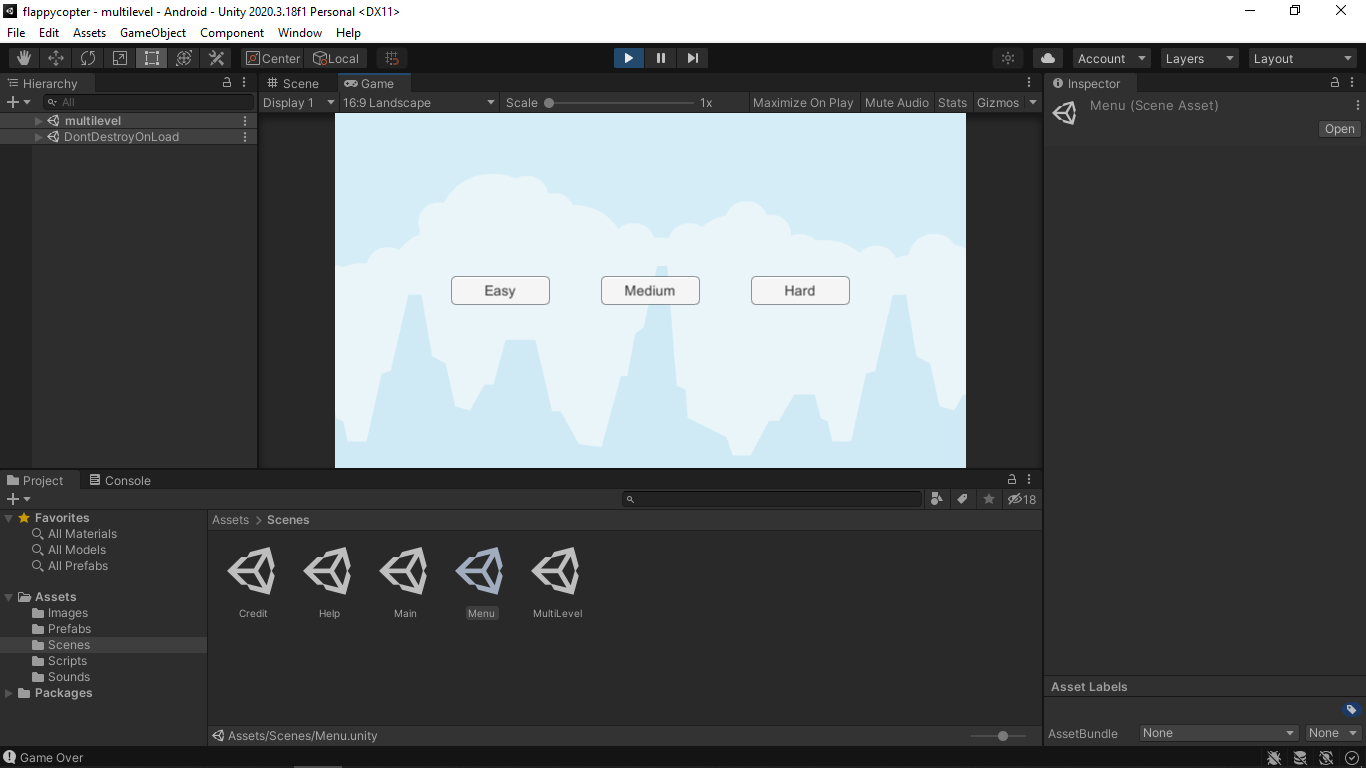 flappycopter - multilevel - Android - Unity 2020.3.18f1 Personal <DX11>
File Edit Assets GameObject Component Window Help
Center Local Account Layers Layout
Hierarchy
All
multilevel
DontDestroyOnLoad
Scene Game
Display 1 16:9 Landscape Scale 1x Maximize On Play Mute Audio Stats Gizmos
Easy Medium Hard
Inspector
Menu (Scene Asset)
Open
Project Console
18
Favorites
All Materials
All Models
All Prefabs
Assets
Images
Prefabs
Scenes
Scripts
Sounds
Packages
Assets > Scenes
Credit Help Main Menu MultiLevel
Assets/Scenes/Menu.unity
Asset Labels
AssetBundle None None
Game Over